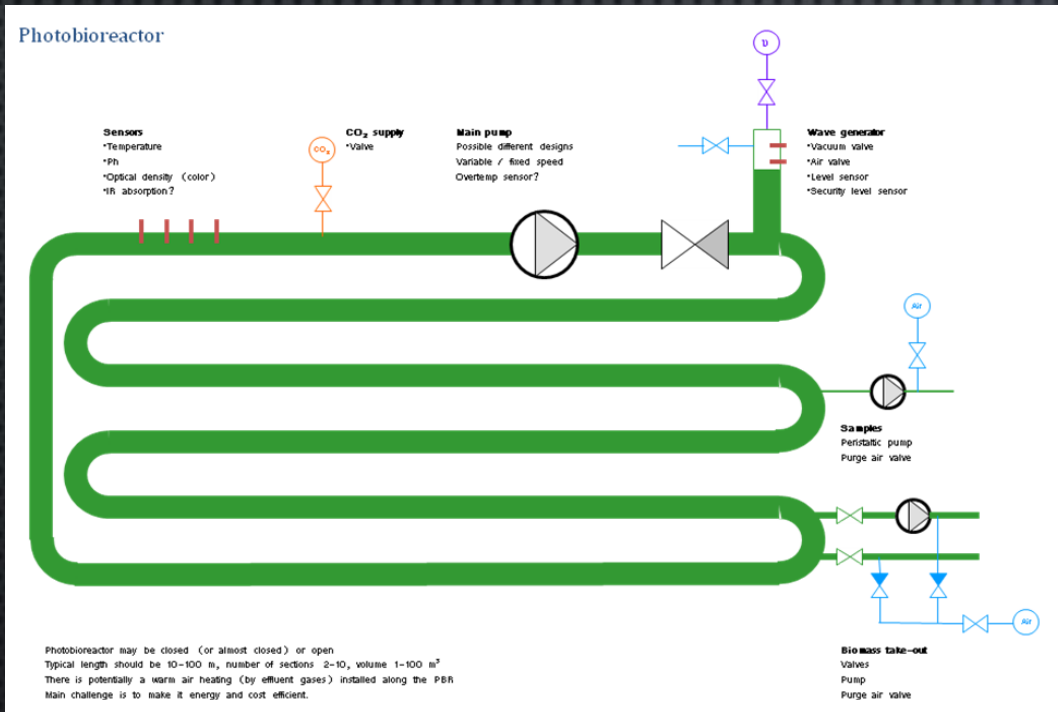 Photobioreactor
D
Sensors
•Temperature
•Ph
•Optical density (color)
•IR absorption?
CO₂
CO₂ supply
•Valve
Main pump
Possible different designs
Variable / fixed speed
Overtemp sensor?
Wave generator
•Vacuum valve
•Air valve
•Level sensor
•Security level sensor
Air
Samples
Peristaltic pump
Purge air valve
Air
Biomass take-out
Valves
Pump
Purge air valve
Photobioreactor may be closed (or almost closed) or open
Typical length should be 10-100 m, number of sections 2-10, volume 1-100 m³
There is potentially a warm air heating (by effluent gases) installed along the PBR
Main challenge is to make it energy and cost efficient.